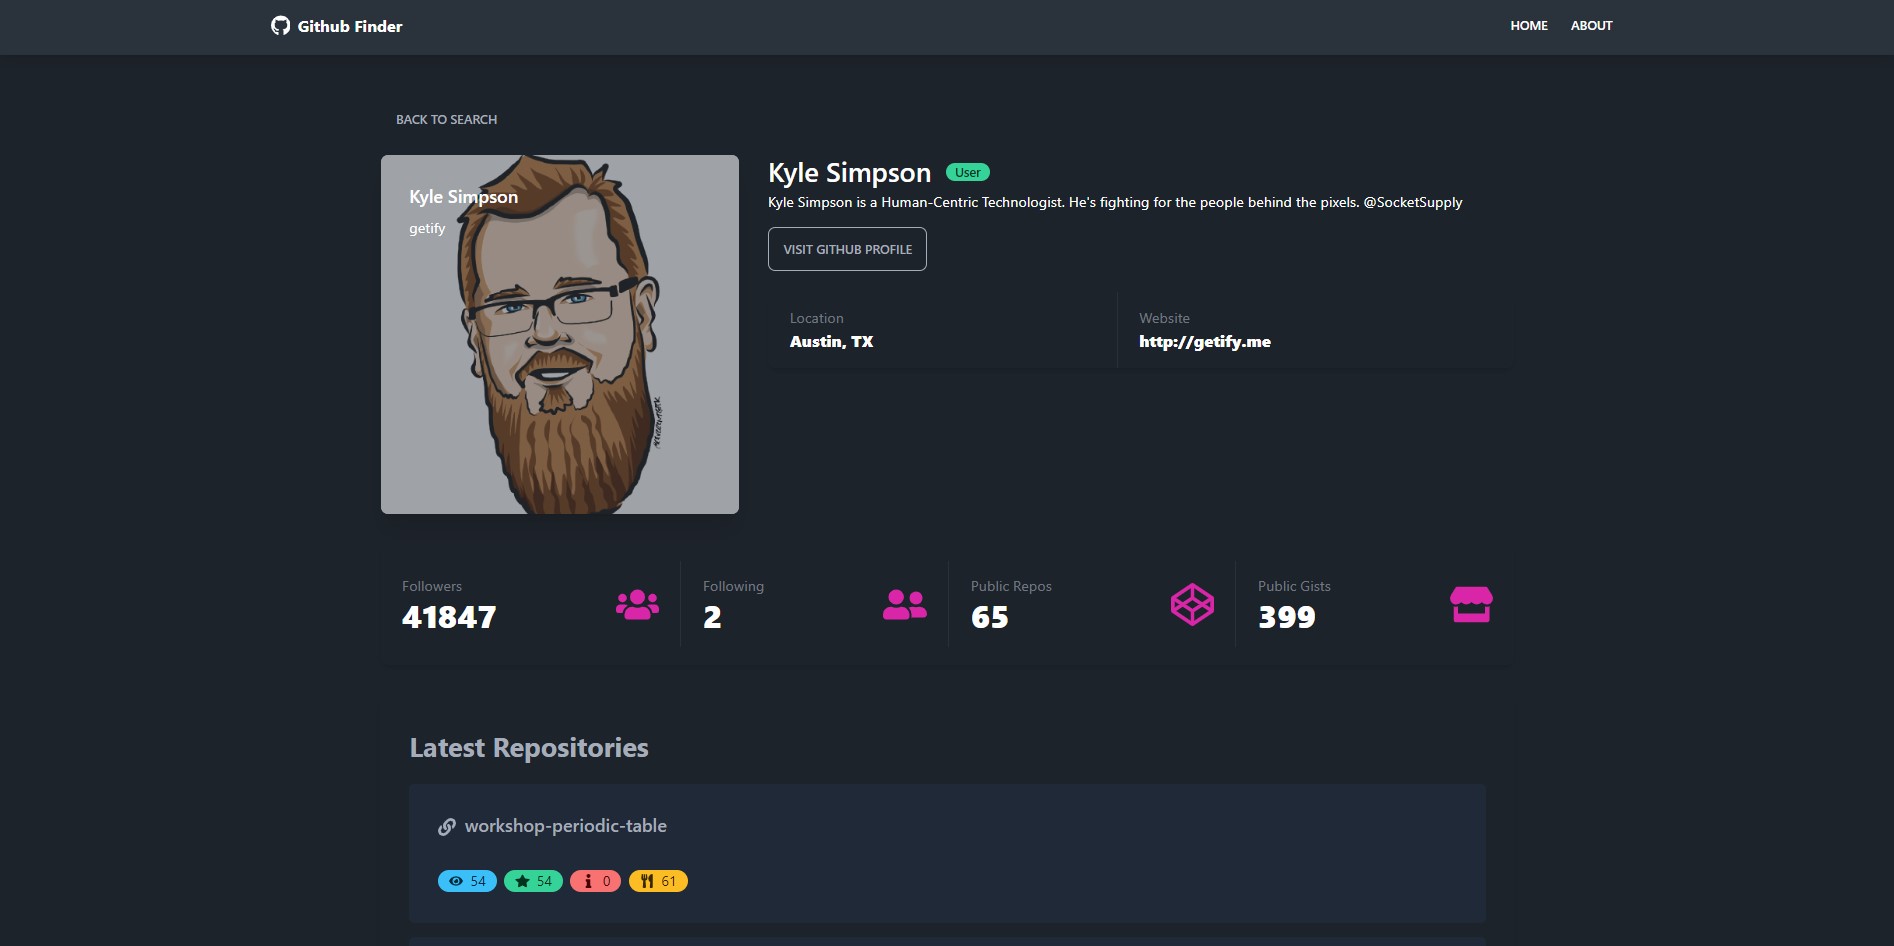 Github Finder
HOME
ABOUT
BACK TO SEARCH
Kyle Simpson
getify
Kyle Simpson
User
Kyle Simpson is a Human-Centric Technologist. He's fighting for the people behind the pixels. @SocketSupply
VISIT GITHUB PROFILE
Location
Austin, TX
Website
http://getify.me
Followers
41847
Following
2
Public Repos
65
Public Gists
399
Latest Repositories
workshop-periodic-table
54
54
0
61